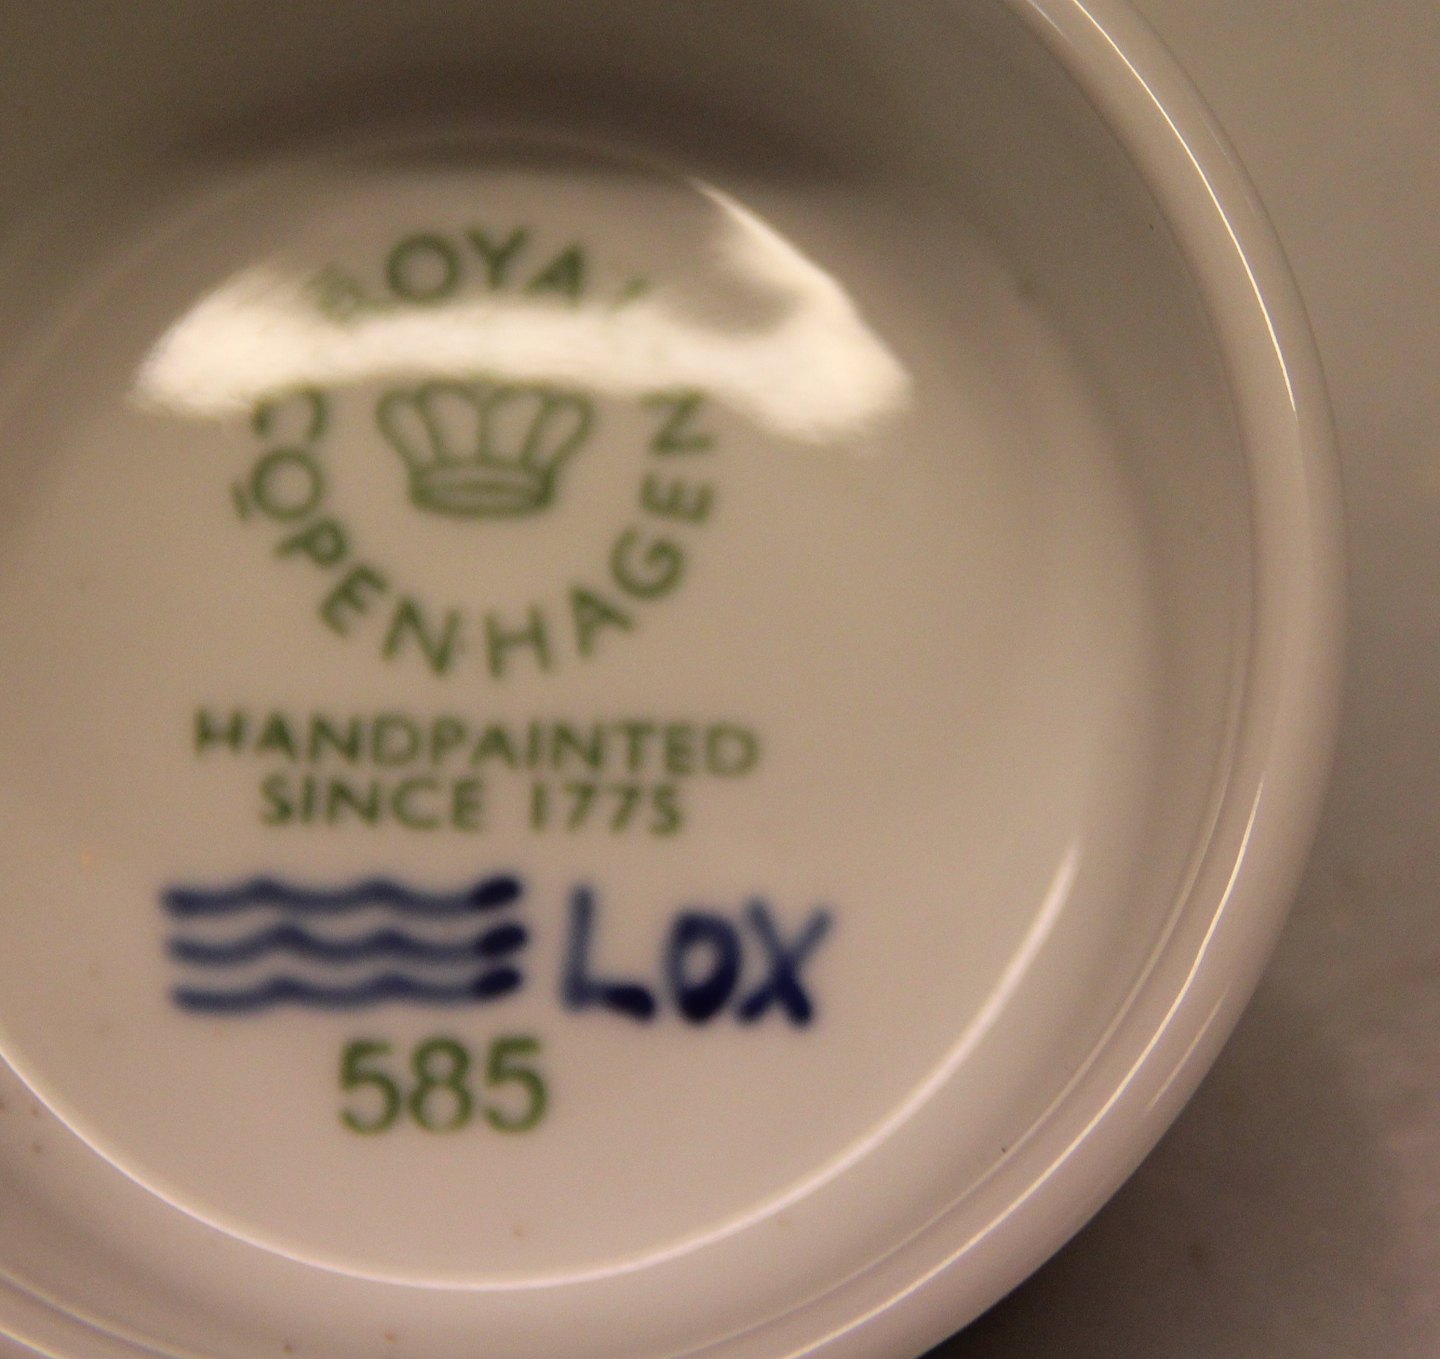 ROYAL
COPENHAGEN
HANDPAINTED
SINCE 1775
LOX
585